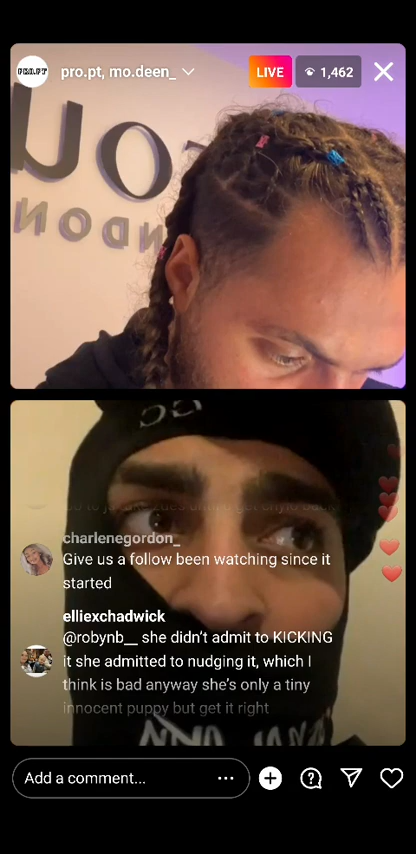 PRO.PT
pro.pt, mo.deen_
LIVE
1,462
charlenegordon_
Give us a follow been watching since it
started
elliexchadwick
@robynb__ she didn't admit to KICKING
it she admitted to nudging it, which I
think is bad anyway she's only a tiny
innocent puppy but get it right
Add a comment...